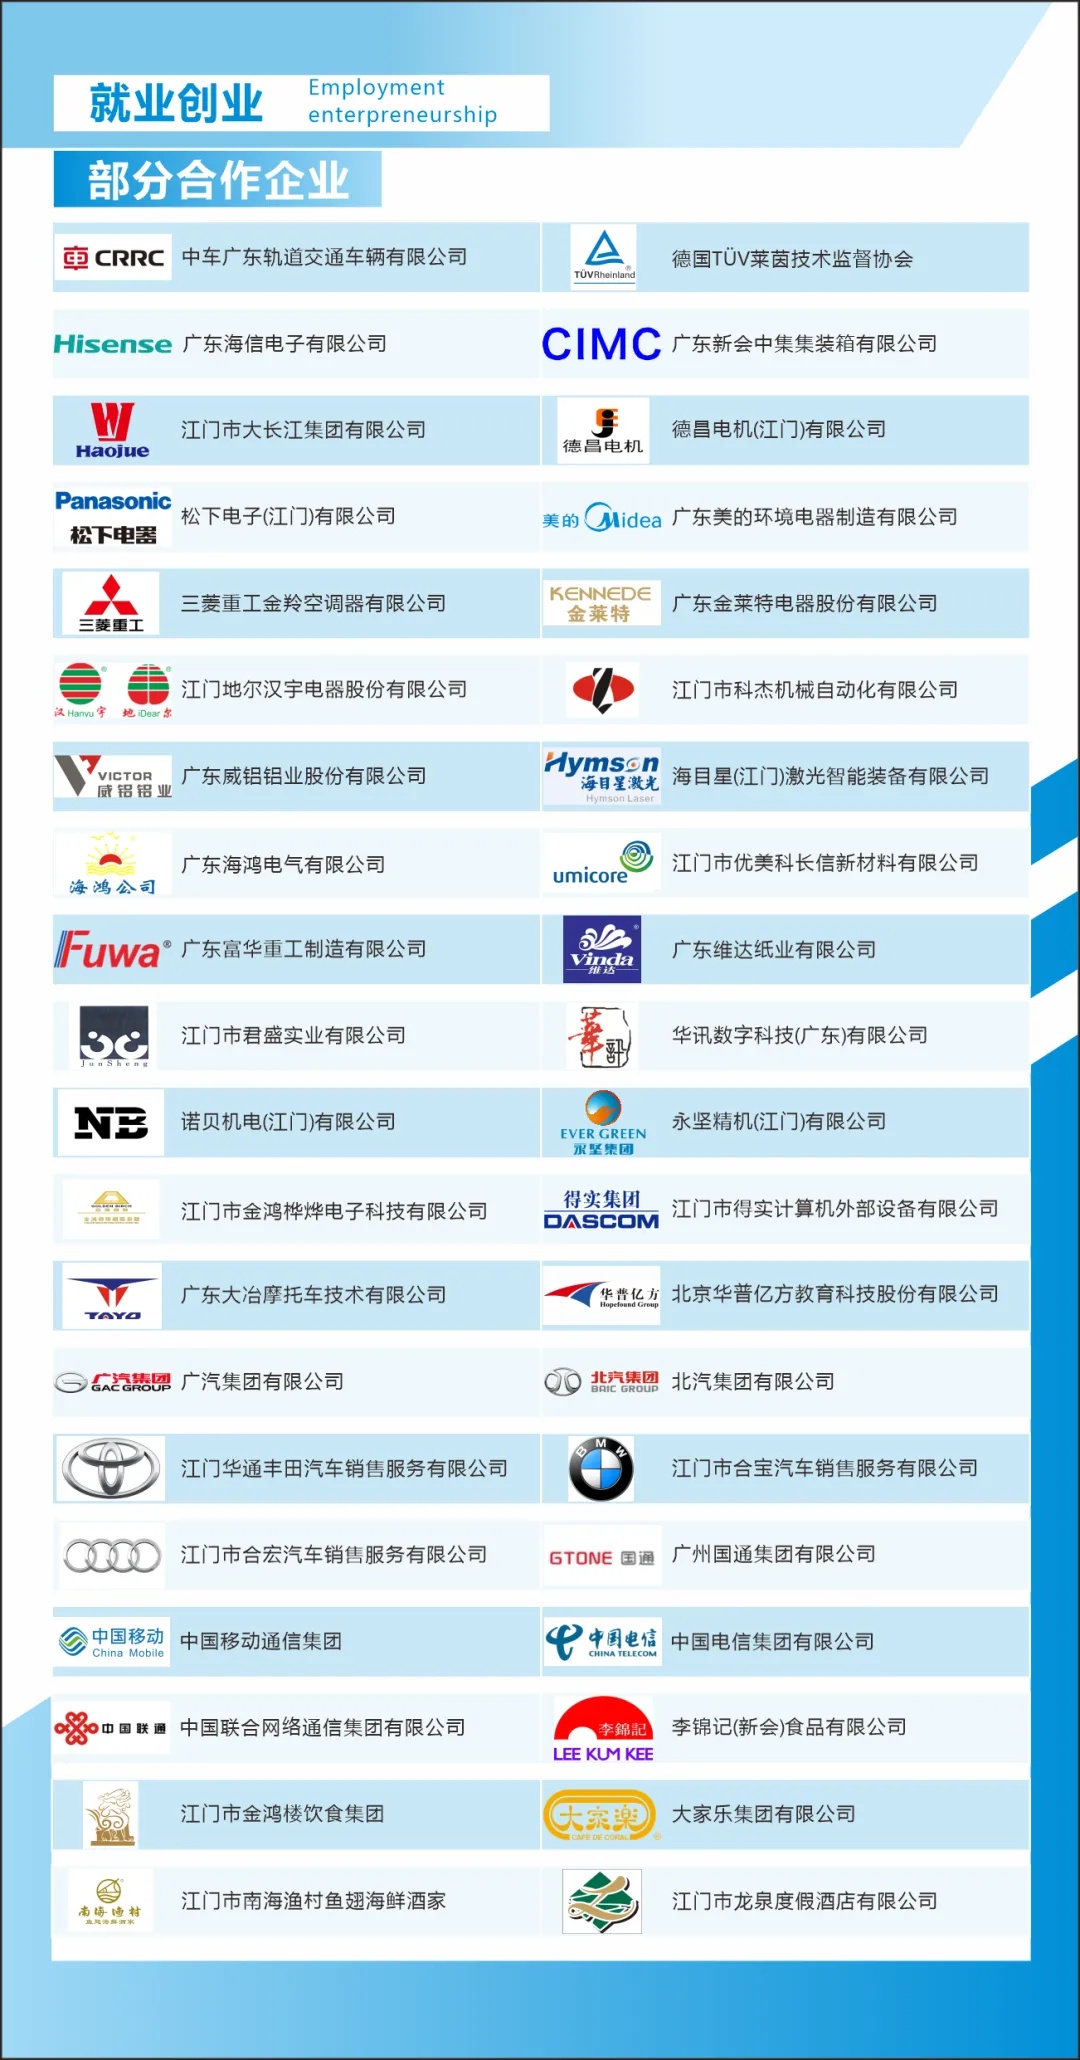 就业创业
Employment
enterpreneurship
部分合作企业
CRRC 中车广东轨道交通车辆有限公司
TÜVRheinland® 德国TÜV莱茵技术监督协会
Hisense 广东海信电子有限公司
CIMC 广东新会中集集装箱有限公司
Haojue 江门市大长江集团有限公司
德昌电机 德昌电机(江门)有限公司
Panasonic
松下电器 松下电子(江门)有限公司
美的 Midea 广东美的环境电器制造有限公司
三菱重工 三菱重工金羚空调器有限公司
KENNEDE
金莱特 广东金莱特电器股份有限公司
汉Hanyu宇 地iDear尔 江门地尔汉宇电器股份有限公司
江门市科杰机械自动化有限公司
VICTOR
威铝铝业 广东威铝铝业股份有限公司
Hymson
海目星激光
Hymson Laser 海目星(江门)激光智能装备有限公司
海鸿公司 广东海鸿电气有限公司
umicore 江门市优美科长信新材料有限公司
Fuwa® 广东富华重工制造有限公司
Vinda
维达 广东维达纸业有限公司
JunSheng 江门市君盛实业有限公司
華訊 华讯数字科技(广东)有限公司
NB 诺贝机电(江门)有限公司
EVER GREEN
永坚集团 永坚精机(江门)有限公司
GOLDEN BIRCH 江门市金鸿桦烨电子科技有限公司
得实集团
DASCOM 江门市得实计算机外部设备有限公司
TAYO 广东大冶摩托车技术有限公司
华普亿方
Hopefound Group 北京华普亿方教育科技股份有限公司
广汽集团
GAC GROUP 广汽集团有限公司
北汽集团
BAIC GROUP 北汽集团有限公司
江门华通丰田汽车销售服务有限公司
BMW 江门市合宝汽车销售服务有限公司
江门市合宏汽车销售服务有限公司
GTONE 国通 广州国通集团有限公司
中国移动
China Mobile 中国移动通信集团
中国电信
CHINA TELECOM 中国电信集团有限公司
中国联通 中国联合网络通信集团有限公司
李錦記
LEE KUM KEE 李锦记(新会)食品有限公司
江门市金鸿楼饮食集团
大家楽
CAFE DE CORAL 大家乐集团有限公司
南海渔村 江门市南海渔村鱼翅海鲜酒家
江门市龙泉度假酒店有限公司